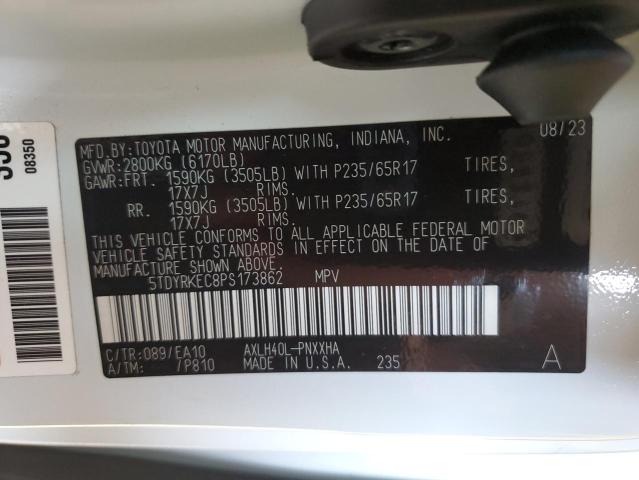 MFD.BY:TOYOTA MOTOR MANUFACTURING, INDIANA, INC. 08/23
GVWR:2800KG (6170LB)
GAWR:FRT. 1590KG (3505LB) WITH P235/65R17 TIRES,
17X7J RIMS.
RR. 1590KG (3505LB) WITH P235/65R17 TIRES,
17X7J RIMS.
THIS VEHICLE CONFORMS TO ALL APPLICABLE FEDERAL MOTOR
VEHICLE SAFETY STANDARDS IN EFFECT ON THE DATE OF
MANUFACTURE SHOWN ABOVE.
5TDYRKEC8PS173862 MPV
C/TR:089/EA10 AXLH40L-PNXXHA
A/TM: /P810 MADE IN U.S.A. 235 A
08350